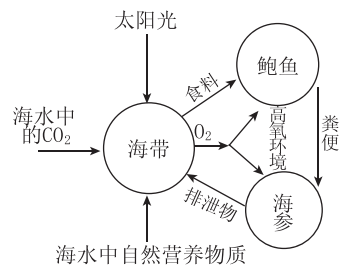 太阳光
鲍鱼
食料
海水中
的CO₂
高氧环境
粪便
O₂
海带
海参
排泄物
海水中自然营养物质